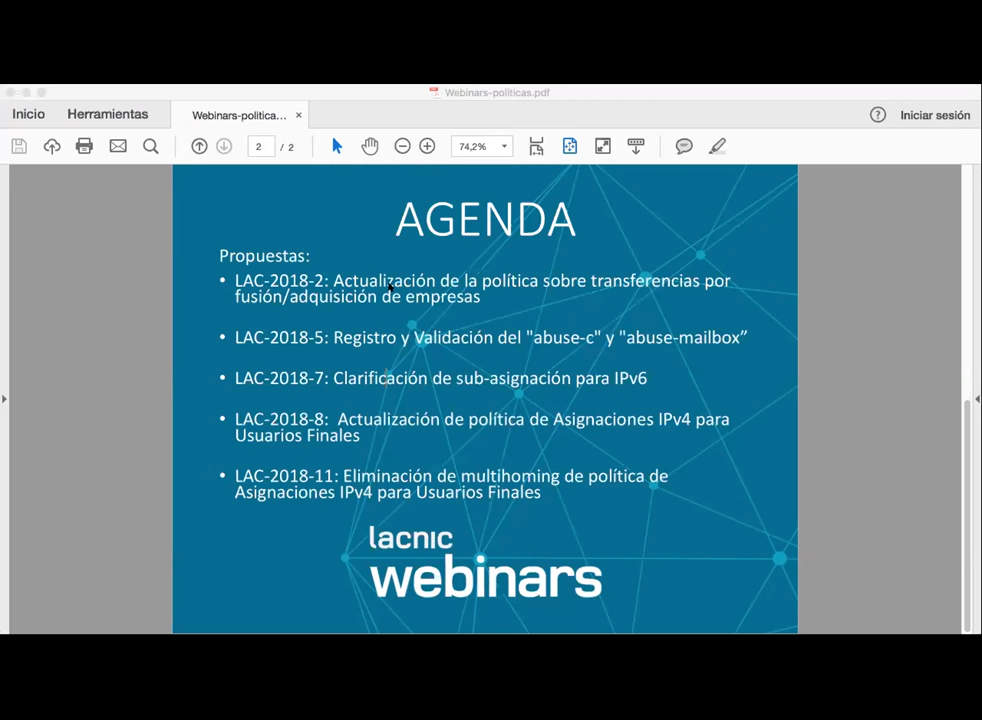 Webinars-politicas.pdf
Inicio
Herramientas
Webinars-politica... ×
? Iniciar sesión
2 / 2
74,2%
AGENDA
Propuestas:
• LAC-2018-2: Actualización de la política sobre transferencias por
fusión/adquisición de empresas
• LAC-2018-5: Registro y Validación del "abuse-c" y "abuse-mailbox”
• LAC-2018-7: Clarificación de sub-asignación para IPv6
• LAC-2018-8: Actualización de política de Asignaciones IPv4 para
Usuarios Finales
• LAC-2018-11: Eliminación de multihoming de política de
Asignaciones IPv4 para Usuarios Finales
lacnic
webinars